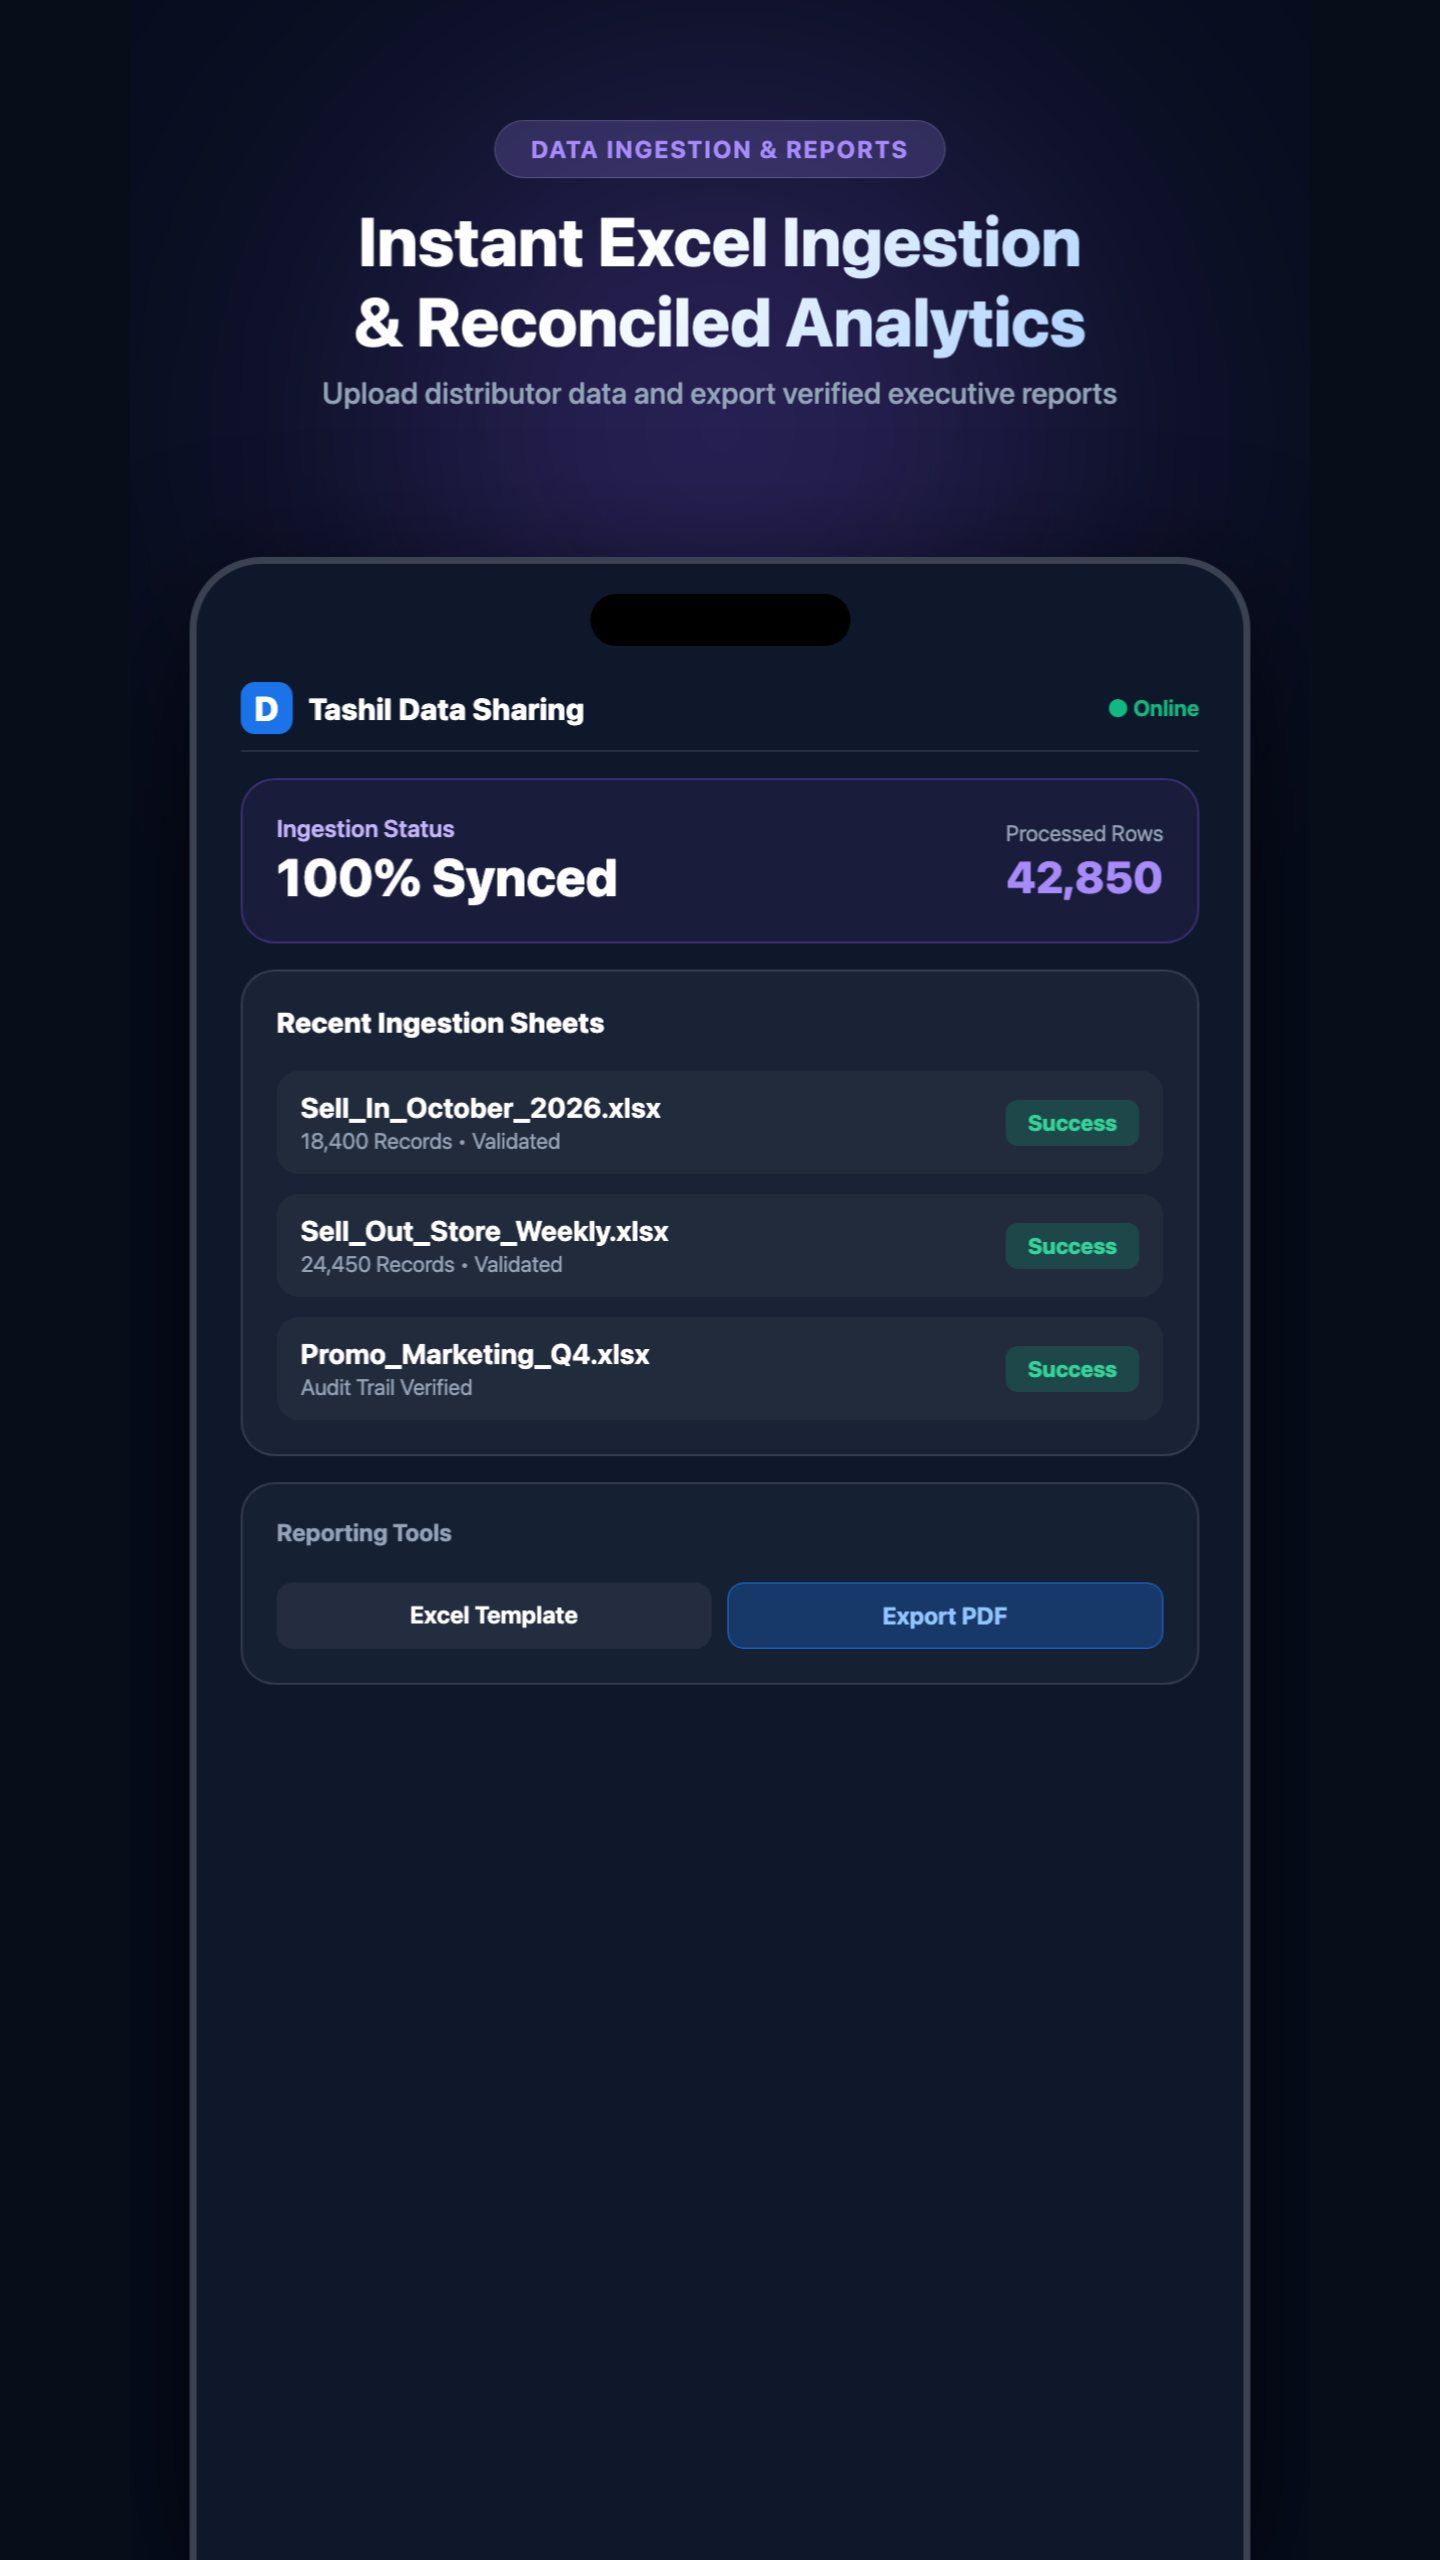 DATA INGESTION & REPORTS
Instant Excel Ingestion
& Reconciled Analytics
Upload distributor data and export verified executive reports
D Tashil Data Sharing
Online
Ingestion Status
100% Synced
Processed Rows
42,850
Recent Ingestion Sheets
Sell_In_October_2026.xlsx
18,400 Records • Validated
Success
Sell_Out_Store_Weekly.xlsx
24,450 Records • Validated
Success
Promo_Marketing_Q4.xlsx
Audit Trail Verified
Success
Reporting Tools
Excel Template
Export PDF